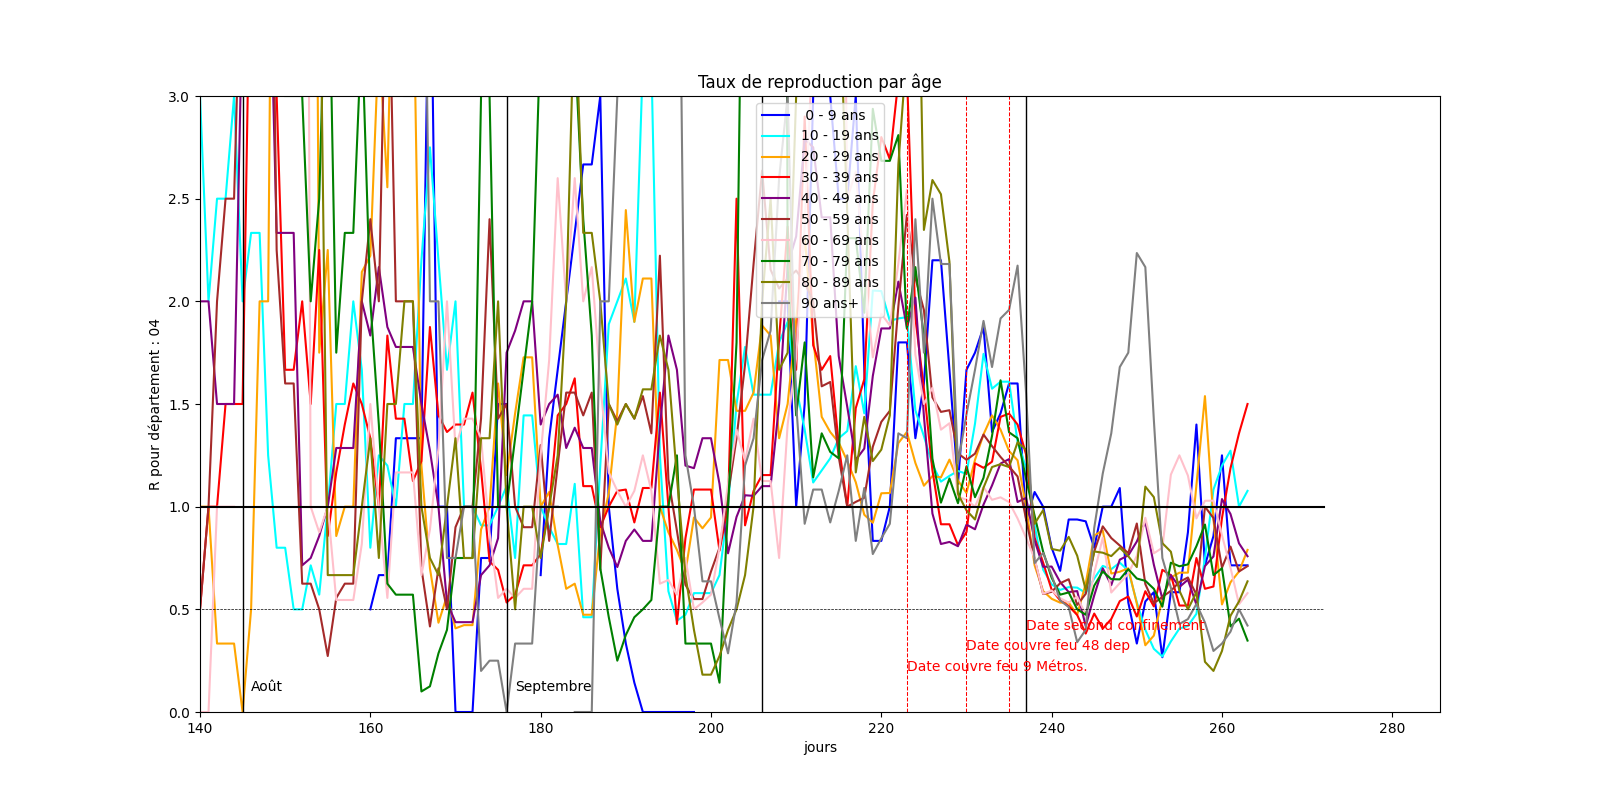 Taux de reproduction par âge
R pour département : 04
3.0
2.5
2.0
1.5
1.0
0.5
0.0
0 - 9 ans
10 - 19 ans
20 - 29 ans
30 - 39 ans
40 - 49 ans
50 - 59 ans
60 - 69 ans
70 - 79 ans
80 - 89 ans
90 ans+
Date second confinement
Date couvre feu 48 dep
Date couvre feu 9 Métros.
Août
Septembre
140
160
180
200
220
240
260
280
jours